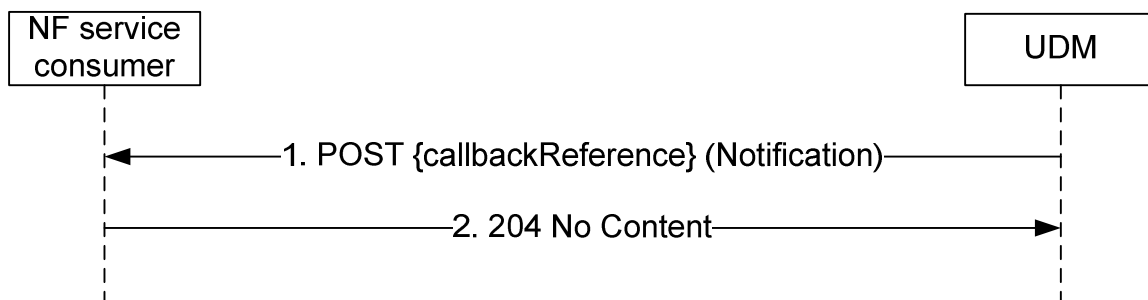 NF service
consumer
UDM
1. POST {callbackReference} (Notification)
2. 204 No Content